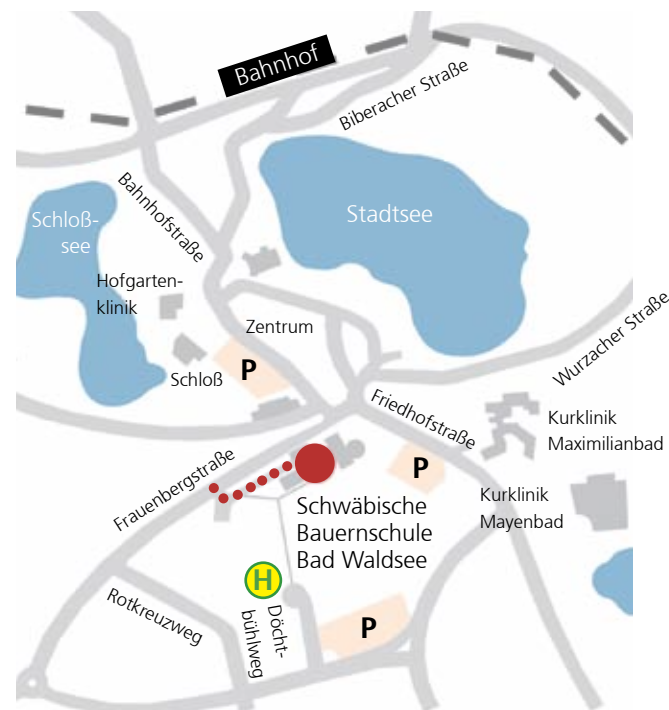 Bahnhof
Biberacher Straße
Bahnhofstraße
Schloß-
see
Stadtsee
Hofgarten-
klinik
Zentrum
Wurzacher Straße
Schloß
P
Friedhofstraße
Kurklinik
Maximilianbad
Frauenbergstraße
P
Kurklinik
Mayenbad
Schwäbische
Bauernschule
Bad Waldsee
H
Rotkreuzweg
Döcht-
bühlweg
P